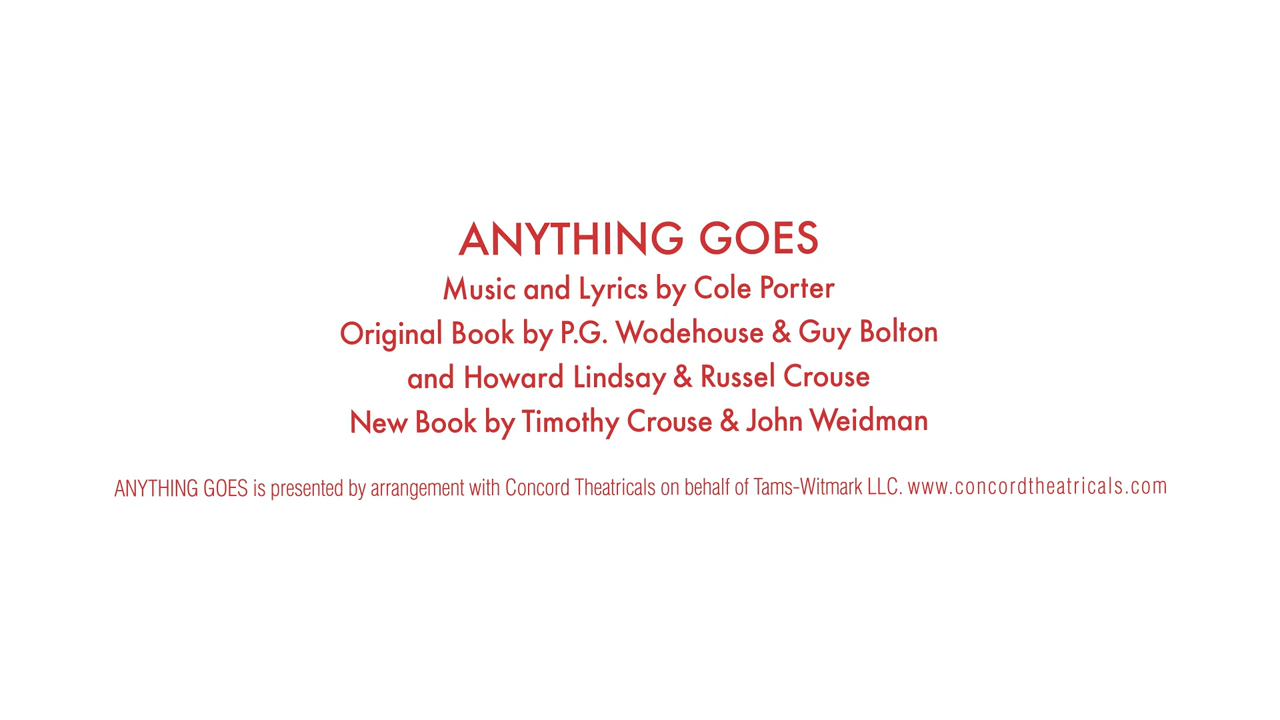 ANYTHING GOES
Music and Lyrics by Cole Porter
Original Book by P.G. Wodehouse & Guy Bolton
and Howard Lindsay & Russel Crouse
New Book by Timothy Crouse & John Weidman
ANYTHING GOES is presented by arrangement with Concord Theatricals on behalf of Tams-Witmark LLC. www.concordtheatricals.com